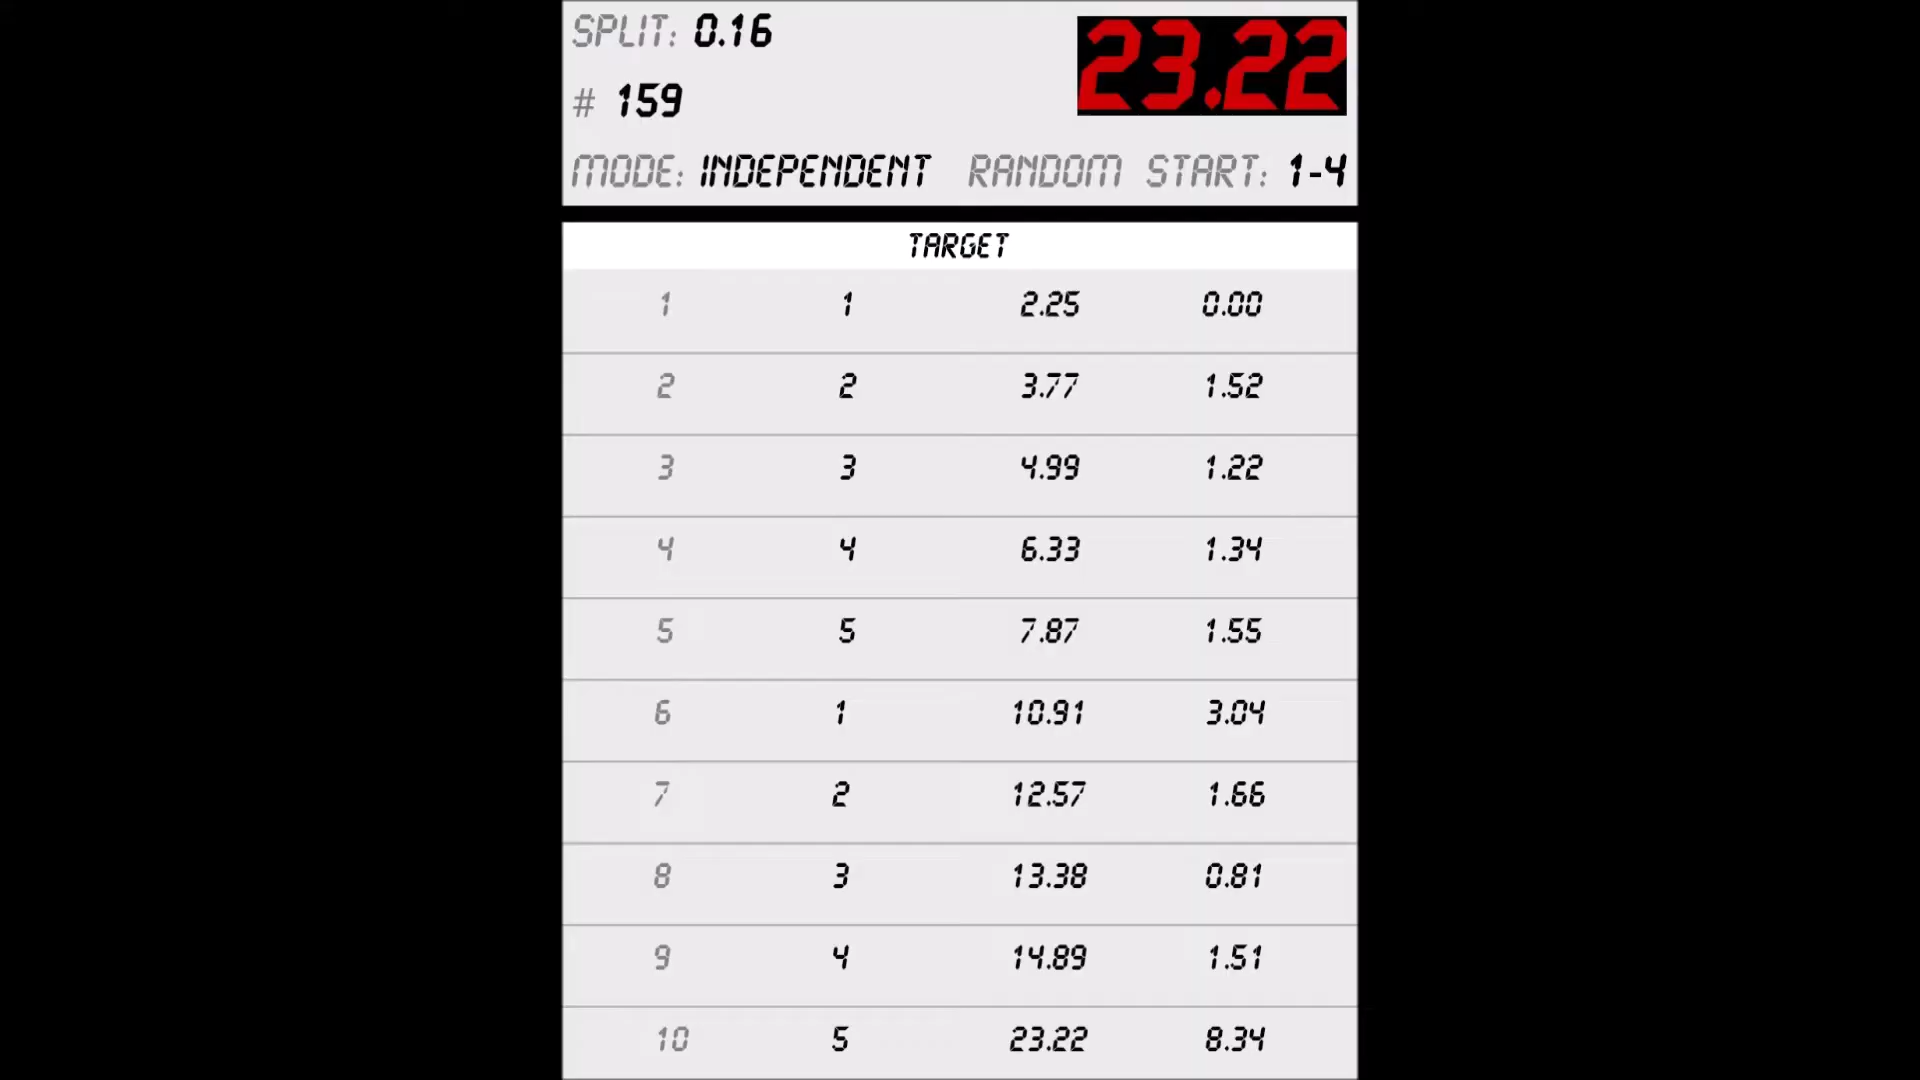 SPLIT: 0.16
23.22
# 159
MODE: INDEPENDENT RANDOM START: 1-4
TARGET
1 1 2.25 0.00
2 2 3.77 1.52
3 3 4.99 1.22
4 4 6.33 1.34
5 5 7.87 1.55
6 1 10.91 3.04
7 2 12.57 1.66
8 3 13.38 0.81
9 4 14.89 1.51
10 5 23.22 8.34